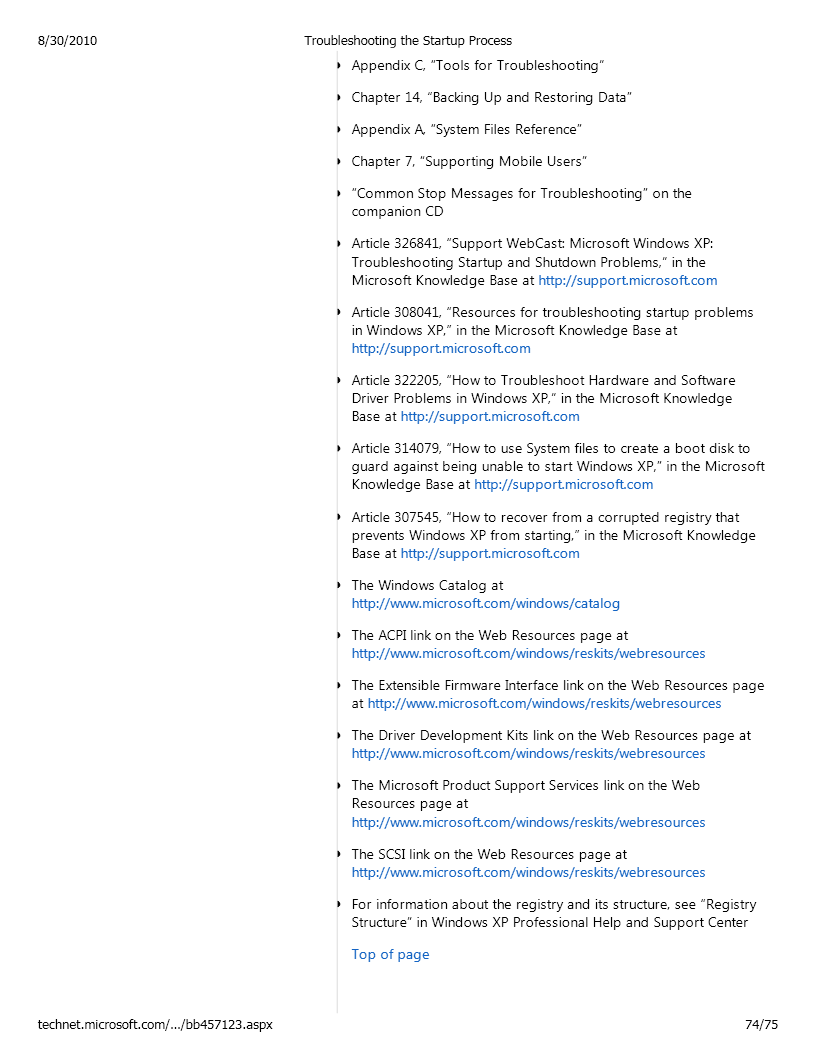 8/30/2010 Troubleshooting the Startup Process
Appendix C, “Tools for Troubleshooting”
Chapter 14, “Backing Up and Restoring Data”
Appendix A, “System Files Reference”
Chapter 7, “Supporting Mobile Users”
“Common Stop Messages for Troubleshooting” on the
companion CD
Article 326841, “Support WebCast: Microsoft Windows XP:
Troubleshooting Startup and Shutdown Problems,” in the
Microsoft Knowledge Base at http://support.microsoft.com
Article 308041, “Resources for troubleshooting startup problems
in Windows XP,” in the Microsoft Knowledge Base at
http://support.microsoft.com
Article 322205, “How to Troubleshoot Hardware and Software
Driver Problems in Windows XP,” in the Microsoft Knowledge
Base at http://support.microsoft.com
Article 314079, “How to use System files to create a boot disk to
guard against being unable to start Windows XP,” in the Microsoft
Knowledge Base at http://support.microsoft.com
Article 307545, “How to recover from a corrupted registry that
prevents Windows XP from starting,” in the Microsoft Knowledge
Base at http://support.microsoft.com
The Windows Catalog at
http://www.microsoft.com/windows/catalog
The ACPI link on the Web Resources page at
http://www.microsoft.com/windows/reskits/webresources
The Extensible Firmware Interface link on the Web Resources page
at http://www.microsoft.com/windows/reskits/webresources
The Driver Development Kits link on the Web Resources page at
http://www.microsoft.com/windows/reskits/webresources
The Microsoft Product Support Services link on the Web
Resources page at
http://www.microsoft.com/windows/reskits/webresources
The SCSI link on the Web Resources page at
http://www.microsoft.com/windows/reskits/webresources
For information about the registry and its structure, see “Registry
Structure” in Windows XP Professional Help and Support Center
Top of page
technet.microsoft.com/…/bb457123.aspx 74/75